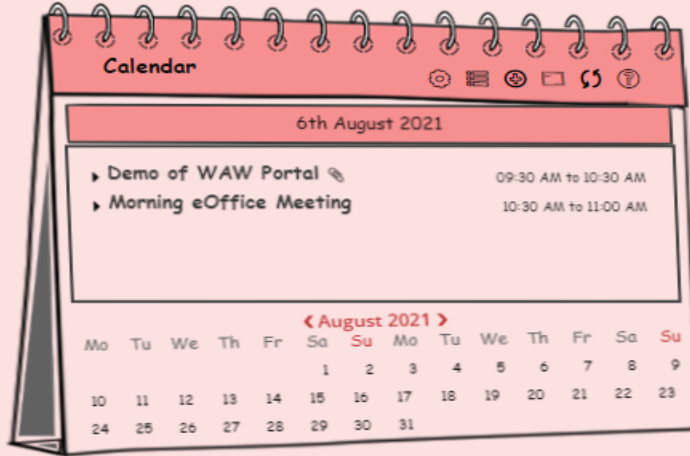 Calendar
6th August 2021
Demo of WAW Portal 09:30 AM to 10:30 AM
Morning eOffice Meeting 10:30 AM to 11:00 AM
❮ August 2021 ❯
Mo Tu We Th Fr Sa Su Mo Tu We Th Fr Sa Su
1 2 3 4 5 6 7 8 9
10 11 12 13 14 15 16 17 18 19 20 21 22 23
24 25 26 27 28 29 30 31